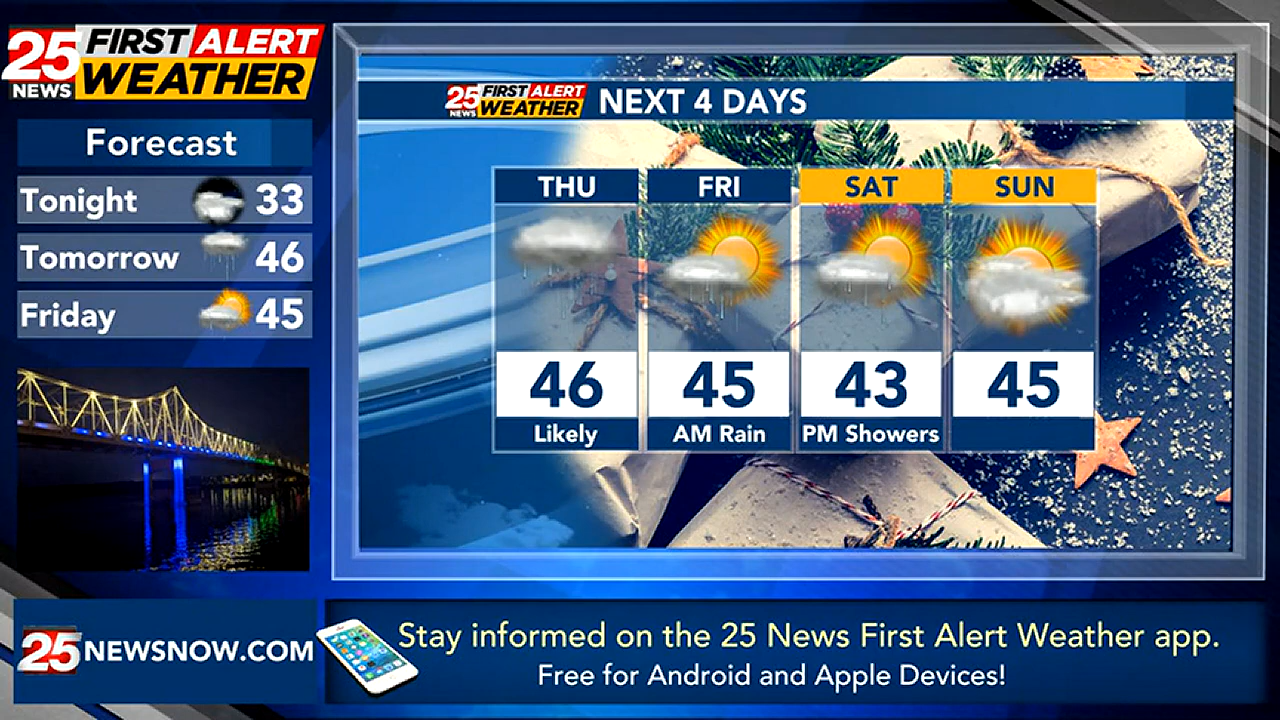 25 NEWS FIRST ALERT WEATHER
Forecast
Tonight 33
Tomorrow 46
Friday 45
25 NEWS FIRST ALERT WEATHER NEXT 4 DAYS
THU FRI SAT SUN
46 45 43 45
Likely AM Rain PM Showers
25 NEWSNOW.COM
Stay informed on the 25 News First Alert Weather app.
Free for Android and Apple Devices!